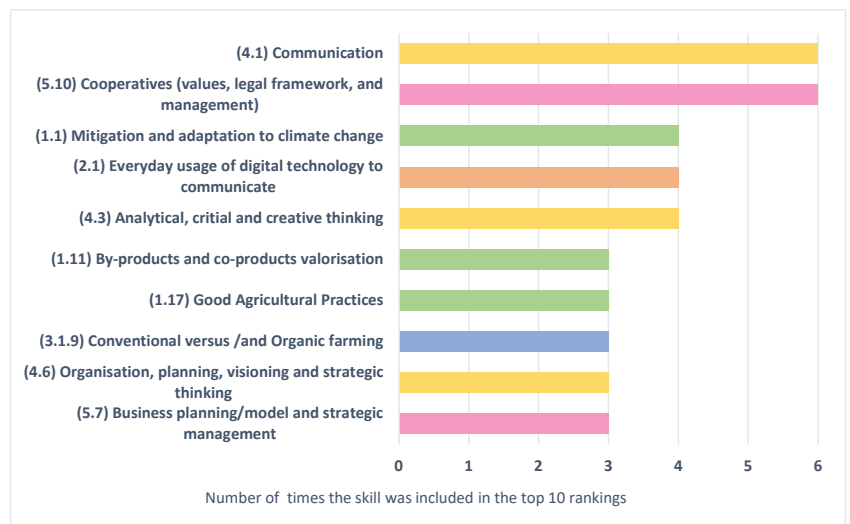 (4.1) Communication
(5.10) Cooperatives (values, legal framework, and
management)
(1.1) Mitigation and adaptation to climate change
(2.1) Everyday usage of digital technology to
communicate
(4.3) Analytical, critial and creative thinking
(1.11) By-products and co-products valorisation
(1.17) Good Agricultural Practices
(3.1.9) Conventional versus /and Organic farming
(4.6) Organisation, planning, visioning and strategic
thinking
(5.7) Business planning/model and strategic
management
0 1 2 3 4 5 6
Number of times the skill was included in the top 10 rankings